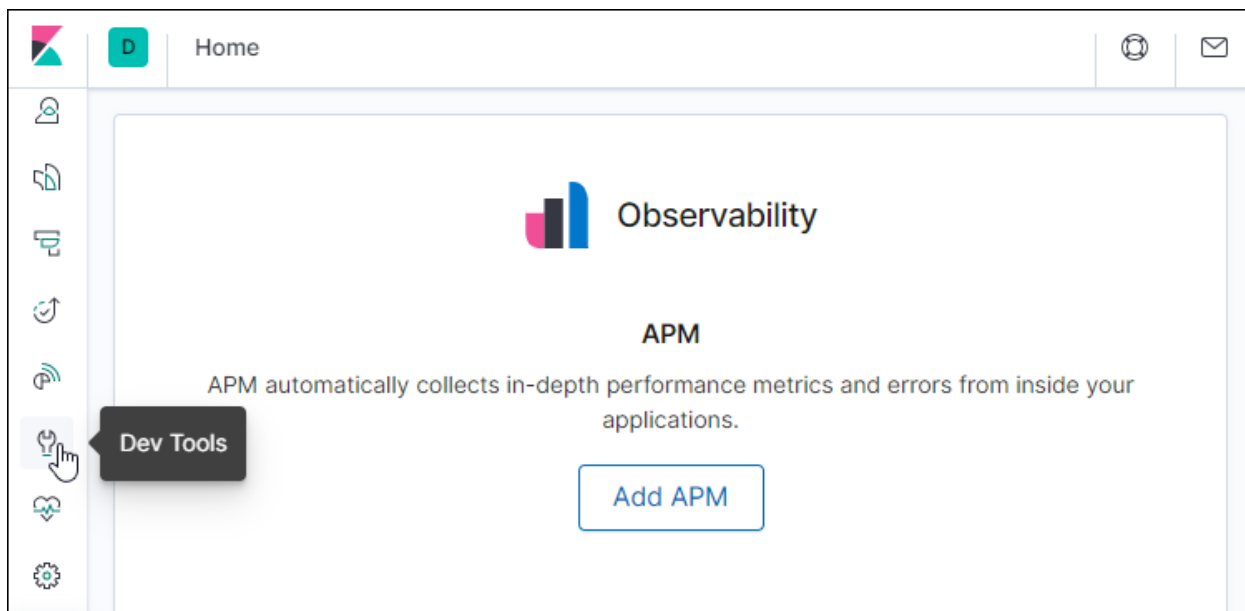 D
Home
Observability
APM
APM automatically collects in-depth performance metrics and errors from inside your
applications.
Dev Tools
Add APM